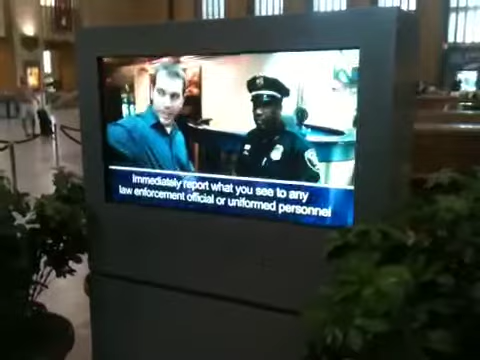 Immediately report what you see to any
law enforcement official or uniformed personnel